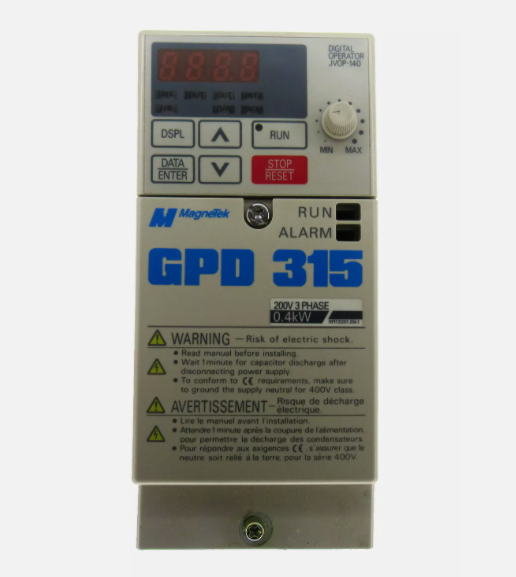 8.8.8.8
DIGITAL
OPERATOR
JVOP-140
DSPL
RUN
DATA
ENTER
STOP
RESET
MIN MAX
M MagneTek
RUN
ALARM
GPD 315
200V 3 PHASE
0.4kW
WARNING — Risk of electric shock.
• Read manual before installing.
• Wait 1 minute for capacitor discharge after
disconnecting power supply.
• To conform to CE requirements, make sure
to ground the supply neutral for 400V class.
AVERTISSEMENT — Risque de décharge
électrique.
• Lire le manuel avant l'installation.
• Attendre 1 minute après la coupure de l'alimentation,
pour permettre la décharge des condensateurs.
• Pour répondre aux exigences CE, s'assurer que le
neutre soit relié à la terre, pour la série 400V.